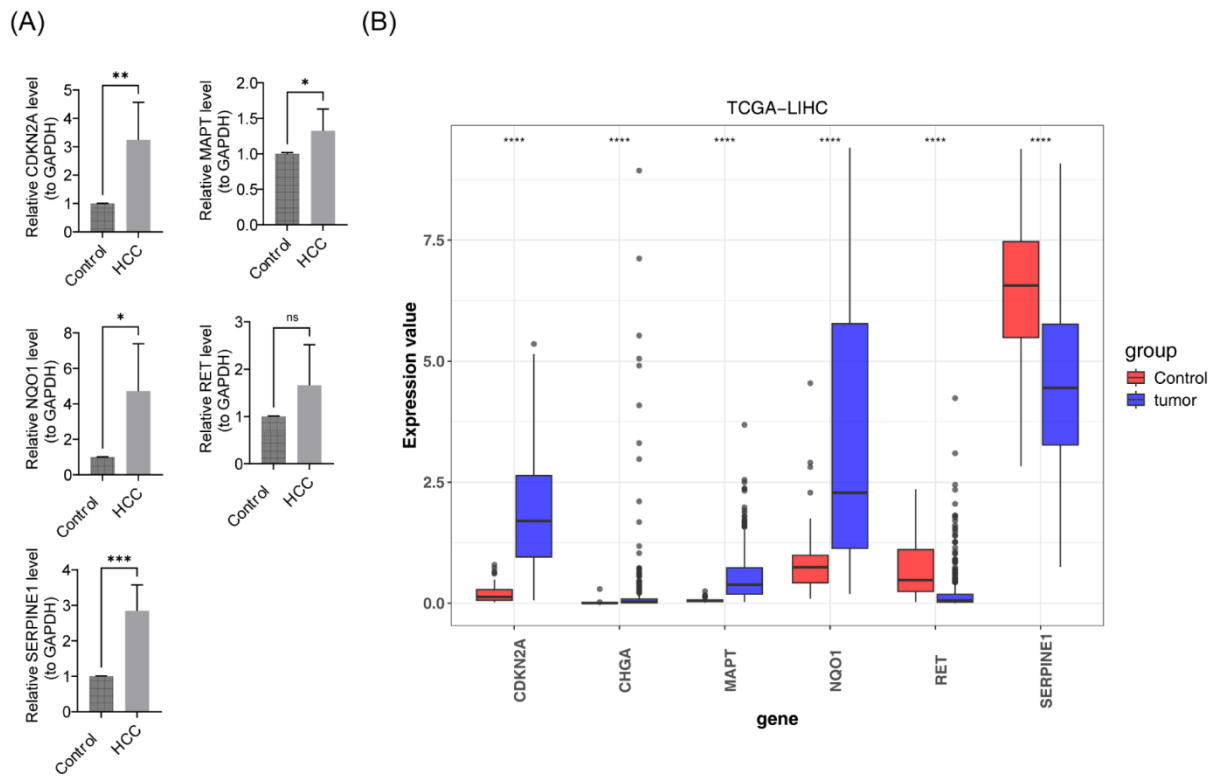 (A)
(B)
Relative CDKN2A level
(to GAPDH)
5
4
3
2
1
0
**
Control
HCC
Relative MAPT level
(to GAPDH)
2.0
1.5
1.0
0.5
0.0
*
Control
HCC
Relative NQO1 level
(to GAPDH)
8
6
4
2
0
*
Control
HCC
Relative RET level
(to GAPDH)
3
2
1
0
ns
Control
HCC
Relative SERPINE1 level
(to GAPDH)
4
3
2
1
0
***
Control
HCC
TCGA-LIHC
**** **** **** **** **** ****
Expression value
7.5
5.0
2.5
0.0
CDKN2A
CHGA
MAPT
NQO1
RET
SERPINE1
gene
group
Control
tumor